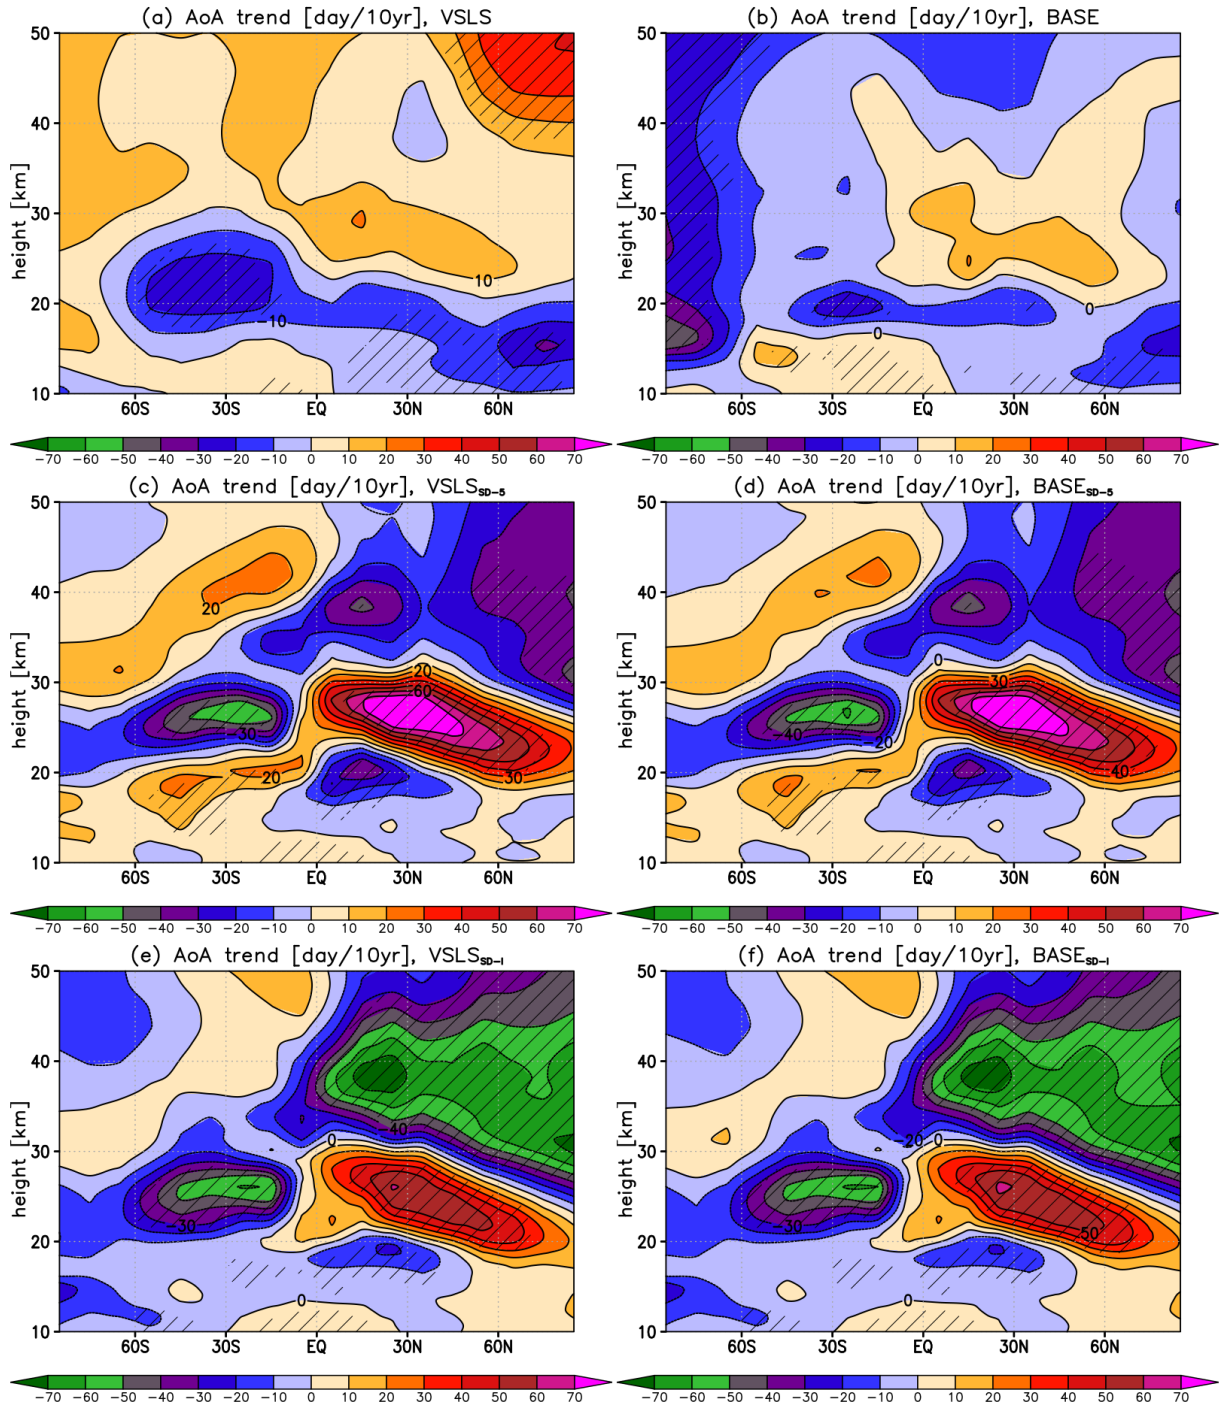 (a) AoA trend [day/10yr], VSLS
(b) AoA trend [day/10yr], BASE
50 40 30 20 10
height [km]
10
-10
60S 30S EQ 30N 60N
50 40 30 20 10
height [km]
0
0
60S 30S EQ 30N 60N
-70 -60 -50 -40 -30 -20 -10 0 10 20 30 40 50 60 70
-70 -60 -50 -40 -30 -20 -10 0 10 20 30 40 50 60 70
(c) AoA trend [day/10yr], VSLS SD-5
(d) AoA trend [day/10yr], BASE SD-5
50 40 30 20 10
height [km]
20
20
60
-30
20
30
60S 30S EQ 30N 60N
50 40 30 20 10
height [km]
0
30
-40
-20
40
60S 30S EQ 30N 60N
-70 -60 -50 -40 -30 -20 -10 0 10 20 30 40 50 60 70
-70 -60 -50 -40 -30 -20 -10 0 10 20 30 40 50 60 70
(e) AoA trend [day/10yr], VSLS SD-I
(f) AoA trend [day/10yr], BASE SD-I
50 40 30 20 10
height [km]
-40
0
-30
0
60S 30S EQ 30N 60N
50 40 30 20 10
height [km]
-20
0
-30
50
0
60S 30S EQ 30N 60N
-70 -60 -50 -40 -30 -20 -10 0 10 20 30 40 50 60 70
-70 -60 -50 -40 -30 -20 -10 0 10 20 30 40 50 60 70